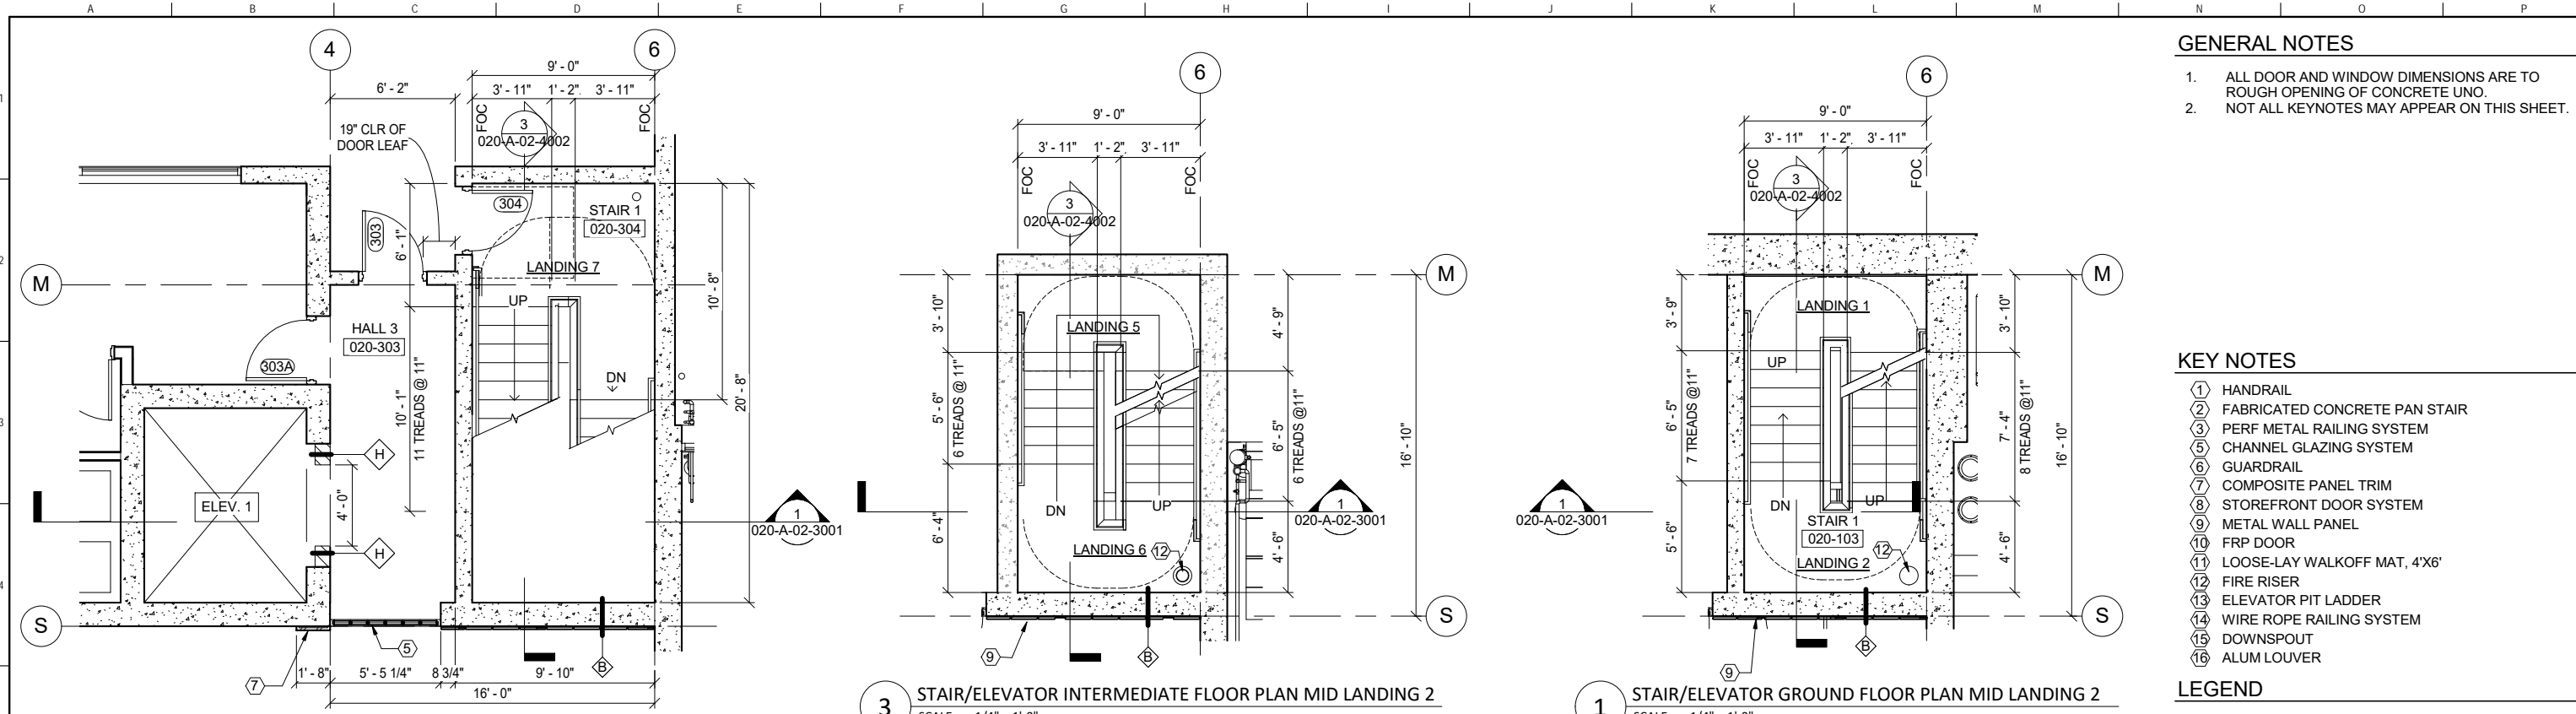 A B C D E F G H I J K L M N O P
1
2
3
4
4
6
9' - 0"
6' - 2"
3' - 11" 1' - 2" 3' - 11"
FOC
FOC
19" CLR OF
DOOR LEAF
3
020-A-02-4002
304
STAIR 1
020-304
303
6' - 1"
LANDING 7
M
UP
10' - 8"
HALL 3
020-303
303A
DN
10' - 1"
11 TREADS @ 11"
20' - 8"
H
ELEV. 1
4' - 0"
H
1
020-A-02-3001
S
5
B
7
1' - 8" 5' - 5 1/4" 8 3/4" 9' - 10"
16' - 0"
6
9' - 0"
3' - 11" 1' - 2" 3' - 11"
FOC
FOC
3
020-A-02-4002
M
3' - 10"
LANDING 5
4' - 9"
5' - 6"
6 TREADS @ 11"
6' - 5"
6 TREADS @11"
16' - 10"
DN
UP
1
020-A-02-3001
6' - 4"
LANDING 6
12
4' - 6"
S
9
B
3
STAIR/ELEVATOR INTERMEDIATE FLOOR PLAN MID LANDING 2
6
9' - 0"
3' - 11" 1' - 2" 3' - 11"
FOC
FOC
3
020-A-02-4002
M
3' - 9"
LANDING 1
3' - 10"
UP
6' - 5"
7 TREADS @11"
7' - 4"
8 TREADS @11"
16' - 10"
DN
UP
1
020-A-02-3001
STAIR 1
020-103
5' - 6"
12
LANDING 2
4' - 6"
S
9
B
1
STAIR/ELEVATOR GROUND FLOOR PLAN MID LANDING 2
GENERAL NOTES
1. ALL DOOR AND WINDOW DIMENSIONS ARE TO
ROUGH OPENING OF CONCRETE UNO.
2. NOT ALL KEYNOTES MAY APPEAR ON THIS SHEET.
KEY NOTES
1 HANDRAIL
2 FABRICATED CONCRETE PAN STAIR
3 PERF METAL RAILING SYSTEM
5 CHANNEL GLAZING SYSTEM
6 GUARDRAIL
7 COMPOSITE PANEL TRIM
8 STOREFRONT DOOR SYSTEM
9 METAL WALL PANEL
10 FRP DOOR
11 LOOSE-LAY WALKOFF MAT, 4'X6'
12 FIRE RISER
13 ELEVATOR PIT LADDER
14 WIRE ROPE RAILING SYSTEM
15 DOWNSPOUT
16 ALUM LOUVER
LEGEND